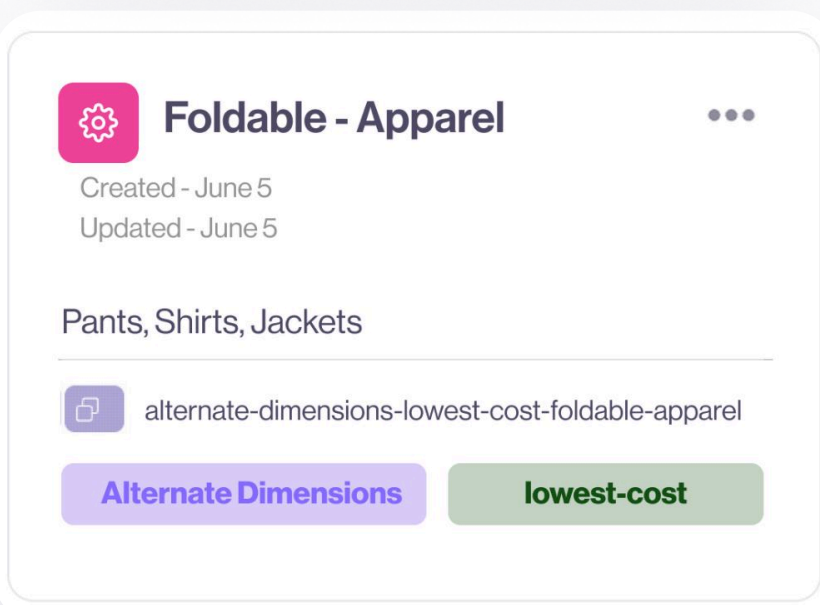 Foldable - Apparel
Created - June 5
Updated - June 5
Pants, Shirts, Jackets
alternate-dimensions-lowest-cost-foldable-apparel
Alternate Dimensions lowest-cost